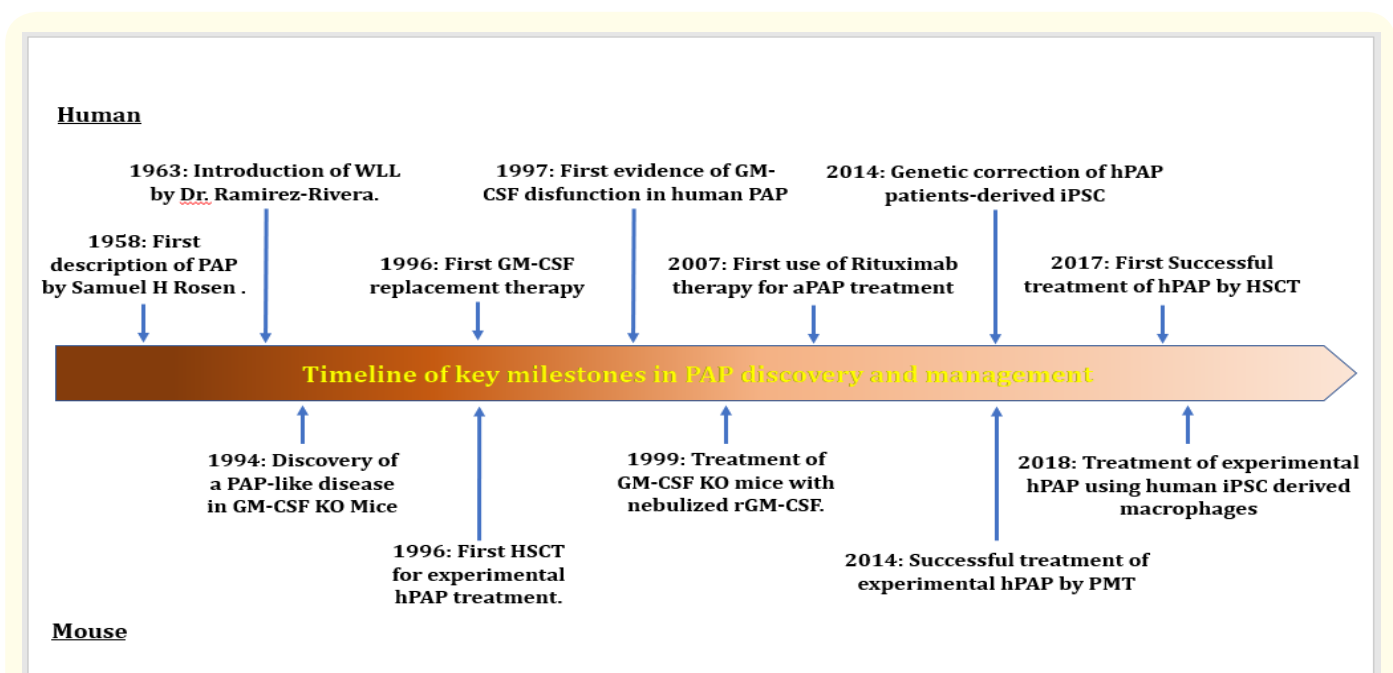 Human
1963: Introduction of WLL
by Dr. Ramirez-Rivera.
1997: First evidence of GM-
CSF disfunction in human PAP
2014: Genetic correction of hPAP
patients-derived iPSC
1958: First
description of PAP
by Samuel H Rosen .
1996: First GM-CSF
replacement therapy
2007: First use of Rituximab
therapy for aPAP treatment
2017: First Successful
treatment of hPAP by HSCT
Timeline of key milestones in PAP discovery and management
1994: Discovery of
a PAP-like disease
in GM-CSF KO Mice
1999: Treatment of
GM-CSF KO mice with
nebulized rGM-CSF.
2018: Treatment of experimental
hPAP using human iPSC derived
macrophages
1996: First HSCT
for experimental
hPAP treatment.
2014: Successful treatment of
experimental hPAP by PMT
Mouse